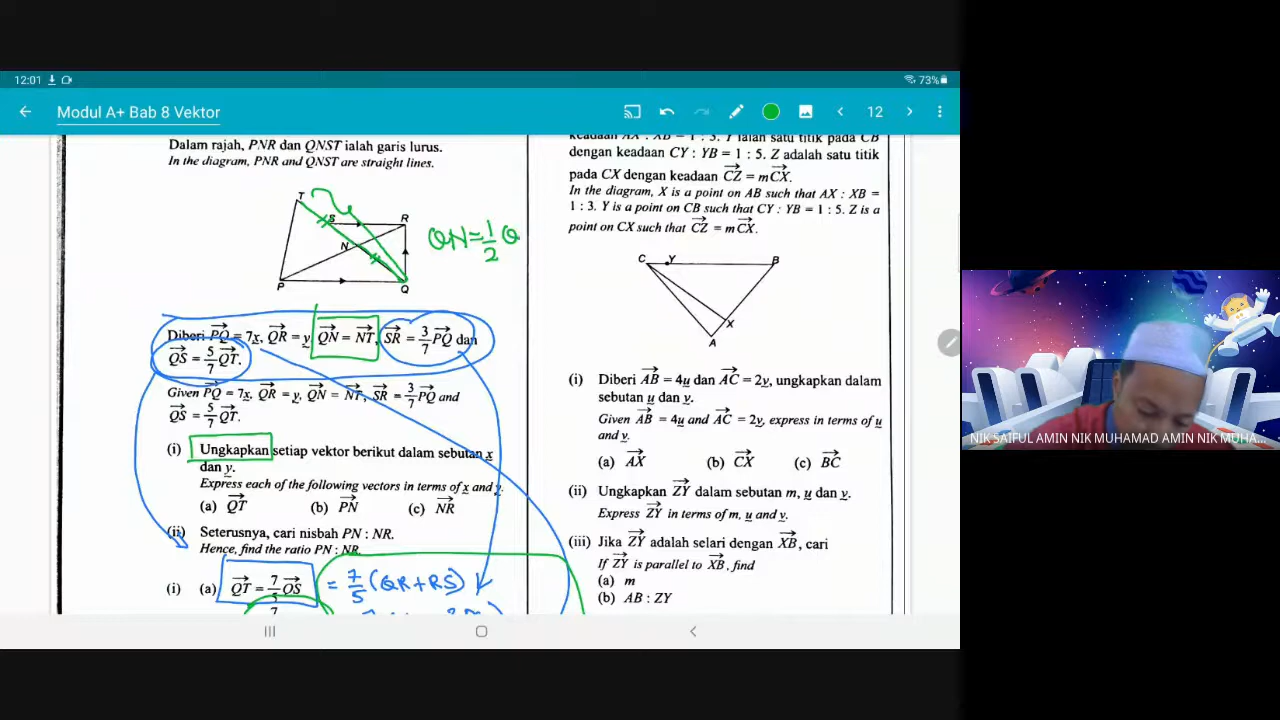 12:01
73%
Modul A+ Bab 8 Vektor
12
Dalam rajah, PNR dan QNST ialah garis lurus.
In the diagram, PNR and QNST are straight lines.
T
S
R
N
P
Q
QN = 1/2 Q
Diberi PQ = 7x, QR = y, QN = NT, SR = 3/7 PQ dan
QS = 5/7 QT.
Given PQ = 7x, QR = y, QN = NT, SR = 3/7 PQ and
QS = 5/7 QT.
(i) Ungkapkan setiap vektor berikut dalam sebutan x
dan y.
Express each of the following vectors in terms of x and y.
(a) QT (b) PN (c) NR
(ii) Seterusnya, cari nisbah PN : NR.
Hence, find the ratio PN : NR.
(i) (a) QT = 7/5 QS = 7/5 (QR + RS)
keadaan AX : XB = 1 : 3. Y ialah satu titik pada CB
dengan keadaan CY : YB = 1 : 5. Z adalah satu titik
pada CX dengan keadaan CZ = mCX.
In the diagram, X is a point on AB such that AX : XB =
1 : 3. Y is a point on CB such that CY : YB = 1 : 5. Z is a
point on CX such that CZ = mCX.
C
Y
B
X
A
(i) Diberi AB = 4u dan AC = 2v, ungkapkan dalam
sebutan u dan v.
Given AB = 4u and AC = 2v, express in terms of u
and v.
(a) AX (b) CX (c) BC
(ii) Ungkapkan ZY dalam sebutan m, u dan v.
Express ZY in terms of m, u and v.
(iii) Jika ZY adalah selari dengan XB, cari
If ZY is parallel to XB, find
(a) m
(b) AB : ZY
NIK SAIFUL AMIN NIK MUHAMAD AMIN NIK MUHA...